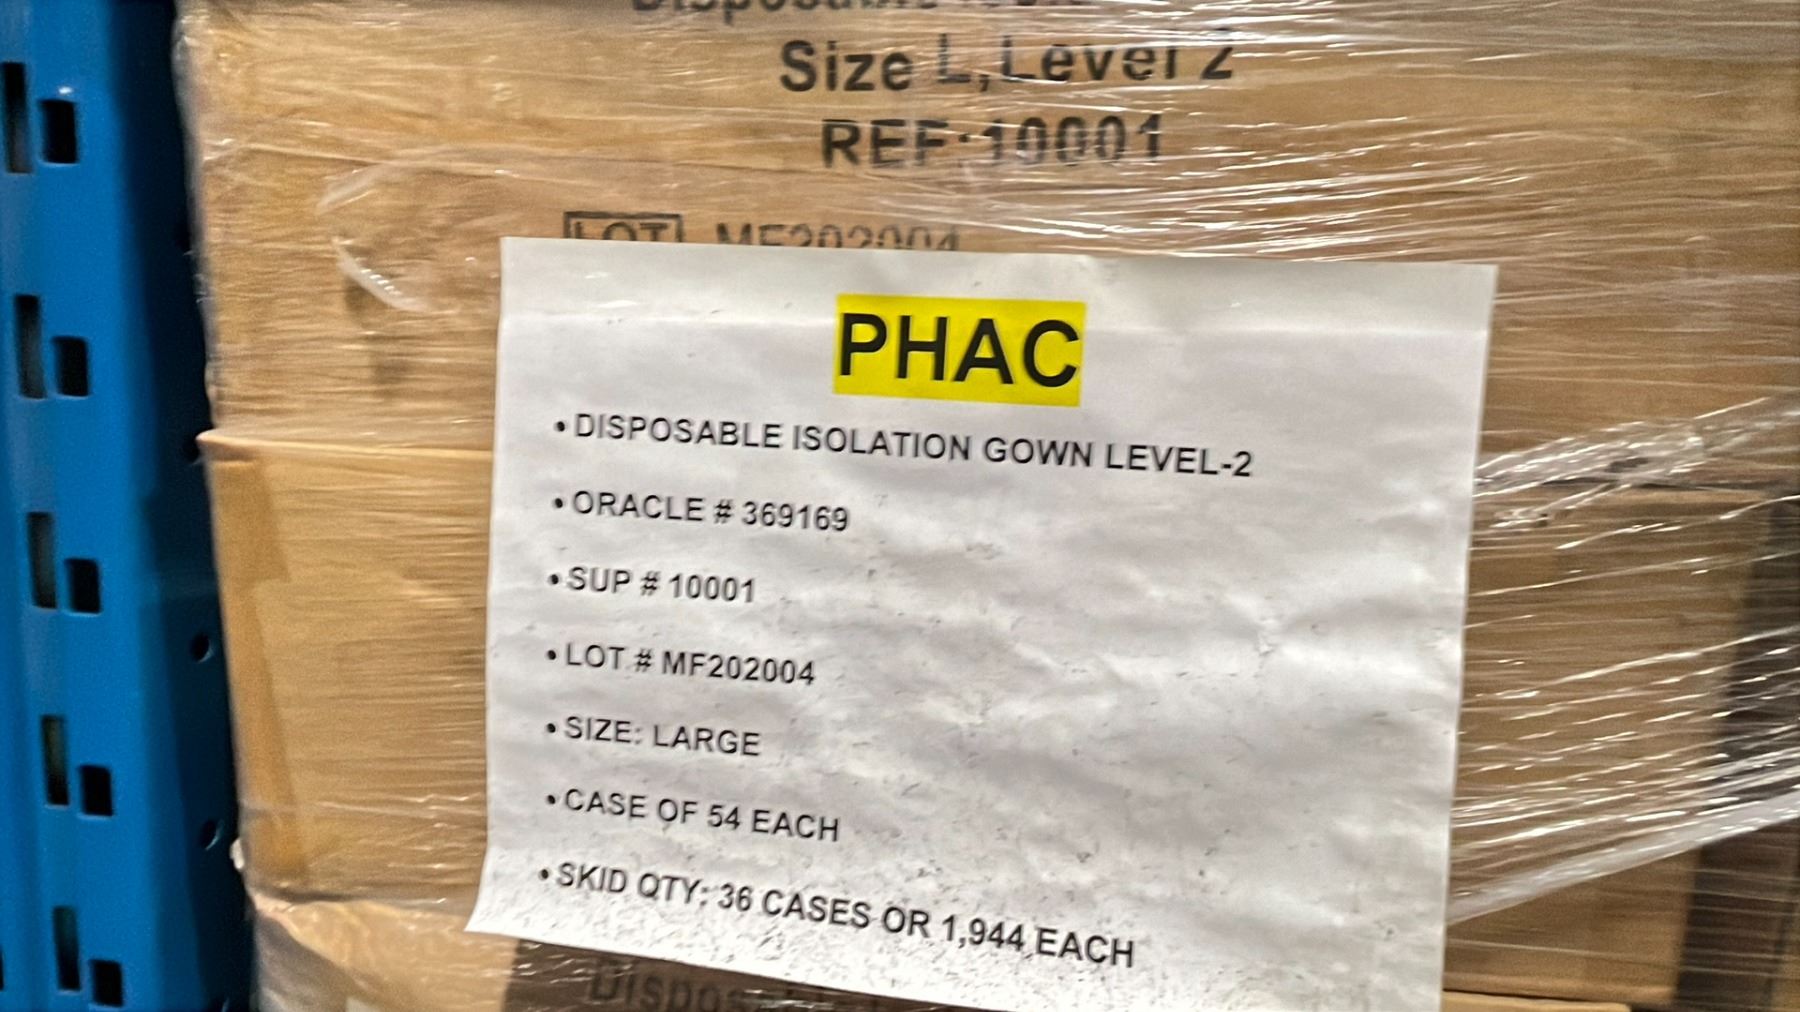 Disposable
Size L, Level 2
REF:10001
LOT MF202004
PHAC
• DISPOSABLE ISOLATION GOWN LEVEL-2
• ORACLE # 369169
• SUP # 10001
• LOT # MF202004
• SIZE: LARGE
• CASE OF 54 EACH
• SKID QTY: 36 CASES OR 1,944 EACH